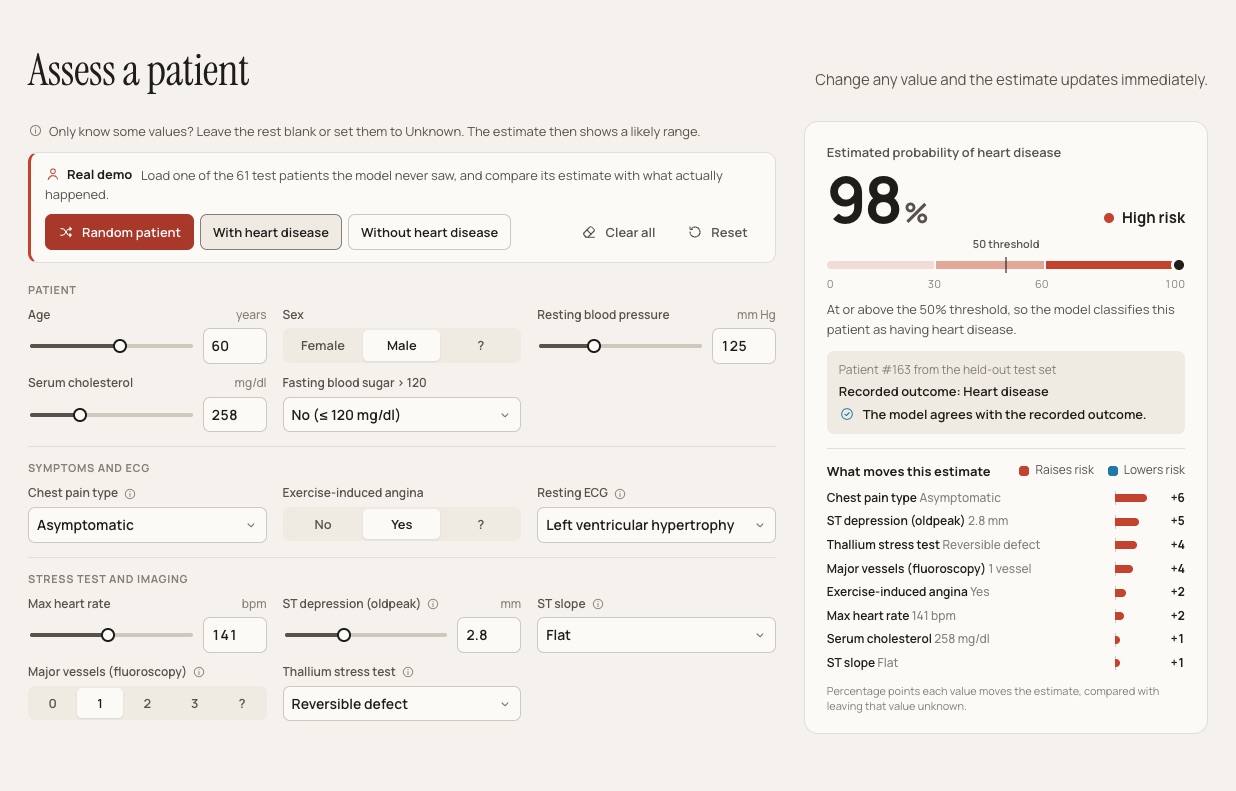 Assess a patient
Change any value and the estimate updates immediately.
Only know some values? Leave the rest blank or set them to Unknown. The estimate then shows a likely range.
Real demo Load one of the 61 test patients the model never saw, and compare its estimate with what actually
happened.
Random patient
With heart disease
Without heart disease
Clear all
Reset
PATIENT
Age years
60
Sex
Female Male ?
Resting blood pressure mm Hg
125
Serum cholesterol mg/dl
258
Fasting blood sugar > 120
No (≤ 120 mg/dl)
SYMPTOMS AND ECG
Chest pain type
Asymptomatic
Exercise-induced angina
No Yes ?
Resting ECG
Left ventricular hypertrophy
STRESS TEST AND IMAGING
Max heart rate bpm
141
ST depression (oldpeak) mm
2.8
ST slope
Flat
Major vessels (fluoroscopy)
0 1 2 3 ?
Thallium stress test
Reversible defect
Estimated probability of heart disease
98%
High risk
50 threshold
0 30 60 100
At or above the 50% threshold, so the model classifies this
patient as having heart disease.
Patient #163 from the held-out test set
Recorded outcome: Heart disease
The model agrees with the recorded outcome.
What moves this estimate Raises risk Lowers risk
Chest pain type Asymptomatic +6
ST depression (oldpeak) 2.8 mm +5
Thallium stress test Reversible defect +4
Major vessels (fluoroscopy) 1 vessel +4
Exercise-induced angina Yes +2
Max heart rate 141 bpm +2
Serum cholesterol 258 mg/dl +1
ST slope Flat +1
Percentage points each value moves the estimate, compared with
leaving that value unknown.